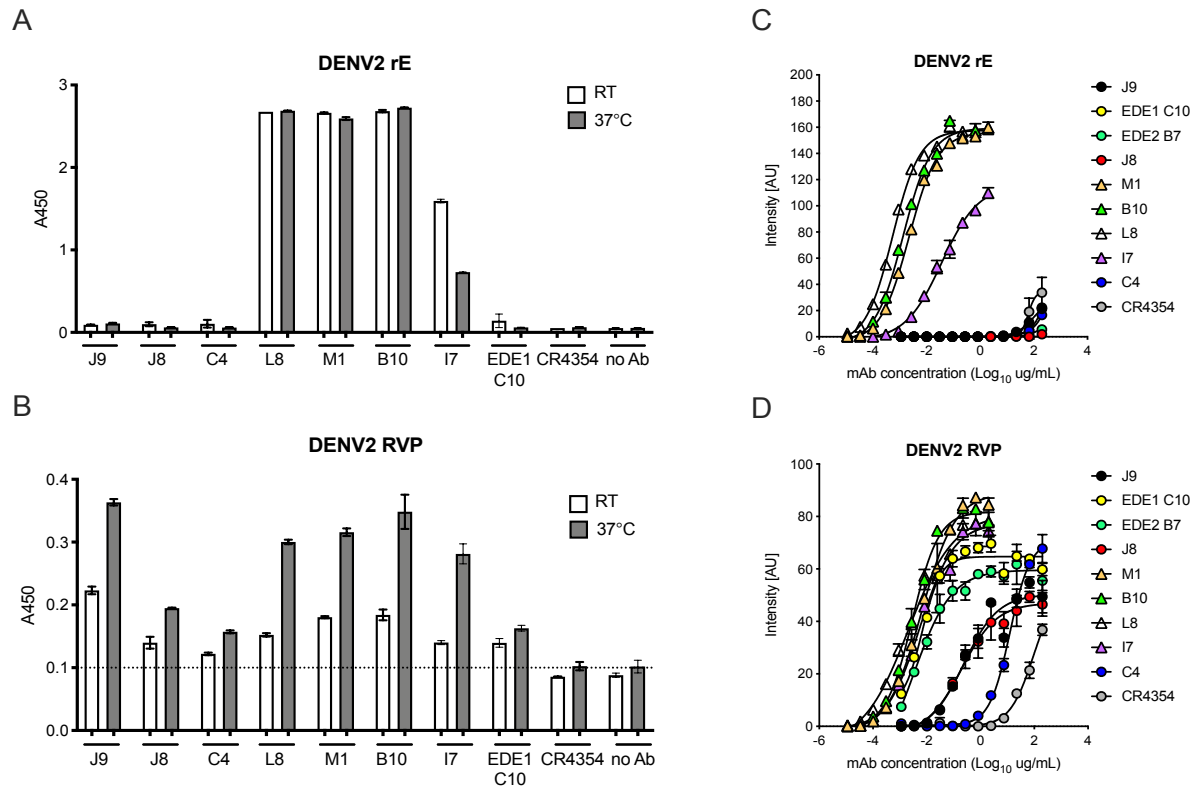 A
DENV2 rE
RT
37°C
A450
3
2
1
0
J9 J8 C4 L8 M1 B10 I7 EDE1 CR4354 no Ab
C10
B
DENV2 RVP
RT
37°C
A450
0.4
0.3
0.2
0.1
0.0
J9 J8 C4 L8 M1 B10 I7 EDE1 CR4354 no Ab
C10
C
DENV2 rE
Intensity [AU]
200
180
160
140
120
100
80
60
40
20
0
-6 -4 -2 0 2 4
mAb concentration (Log10 ug/mL)
J9
EDE1 C10
EDE2 B7
J8
M1
B10
L8
I7
C4
CR4354
D
DENV2 RVP
Intensity [AU]
100
80
60
40
20
0
-6 -4 -2 0 2 4
mAb concentration (Log10 ug/mL)
J9
EDE1 C10
EDE2 B7
J8
M1
B10
L8
I7
C4
CR4354